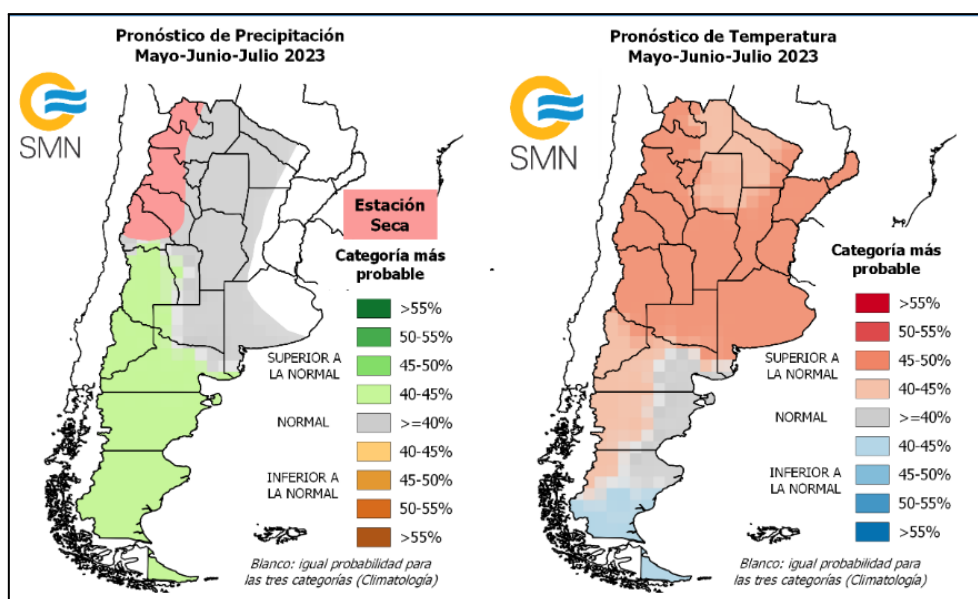 Pronóstico de Precipitación
Mayo-Junio-Julio 2023
SMN
Estación
Seca
Categoría más
probable
>55%
50-55%
45-50%
SUPERIOR A
LA NORMAL
40-45%
NORMAL
>=40%
40-45%
INFERIOR A
LA NORMAL
45-50%
50-55%
>55%
Blanco: igual probabilidad para
las tres categorías (Climatología)
Pronóstico de Temperatura
Mayo-Junio-Julio 2023
SMN
Categoría más
probable
>55%
50-55%
45-50%
SUPERIOR A
LA NORMAL
40-45%
NORMAL
>=40%
40-45%
INFERIOR A
LA NORMAL
45-50%
50-55%
>55%
Blanco: igual probabilidad para
las tres categorías (Climatología)